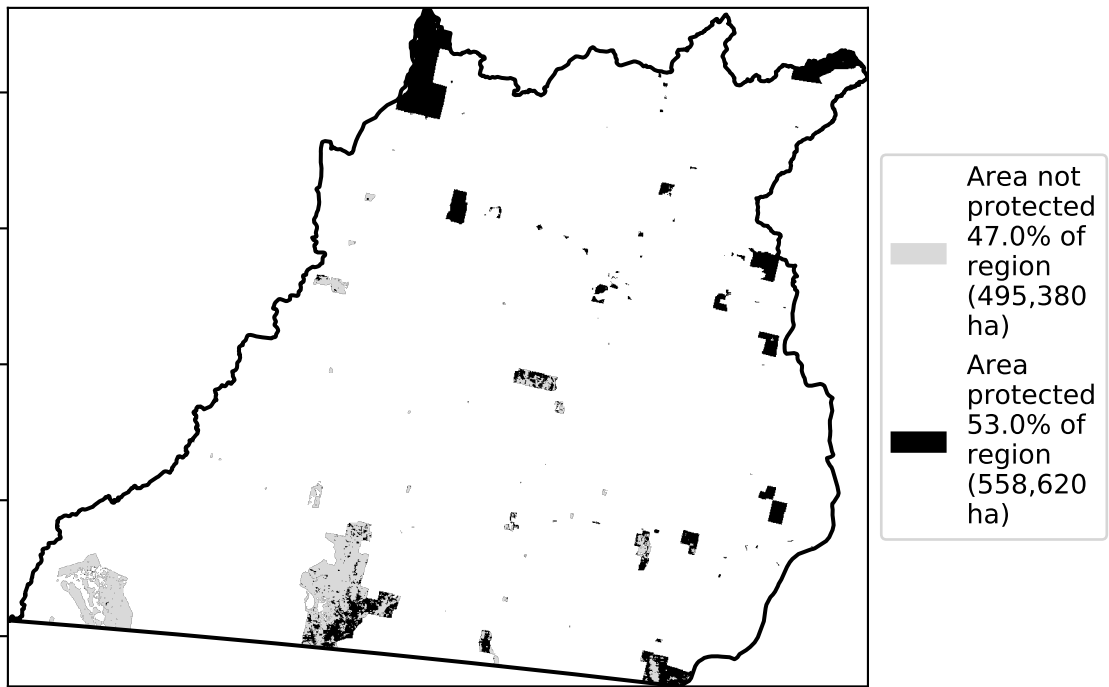 Area not
protected
47.0% of
region
(495,380
ha)
Area
protected
53.0% of
region
(558,620
ha)